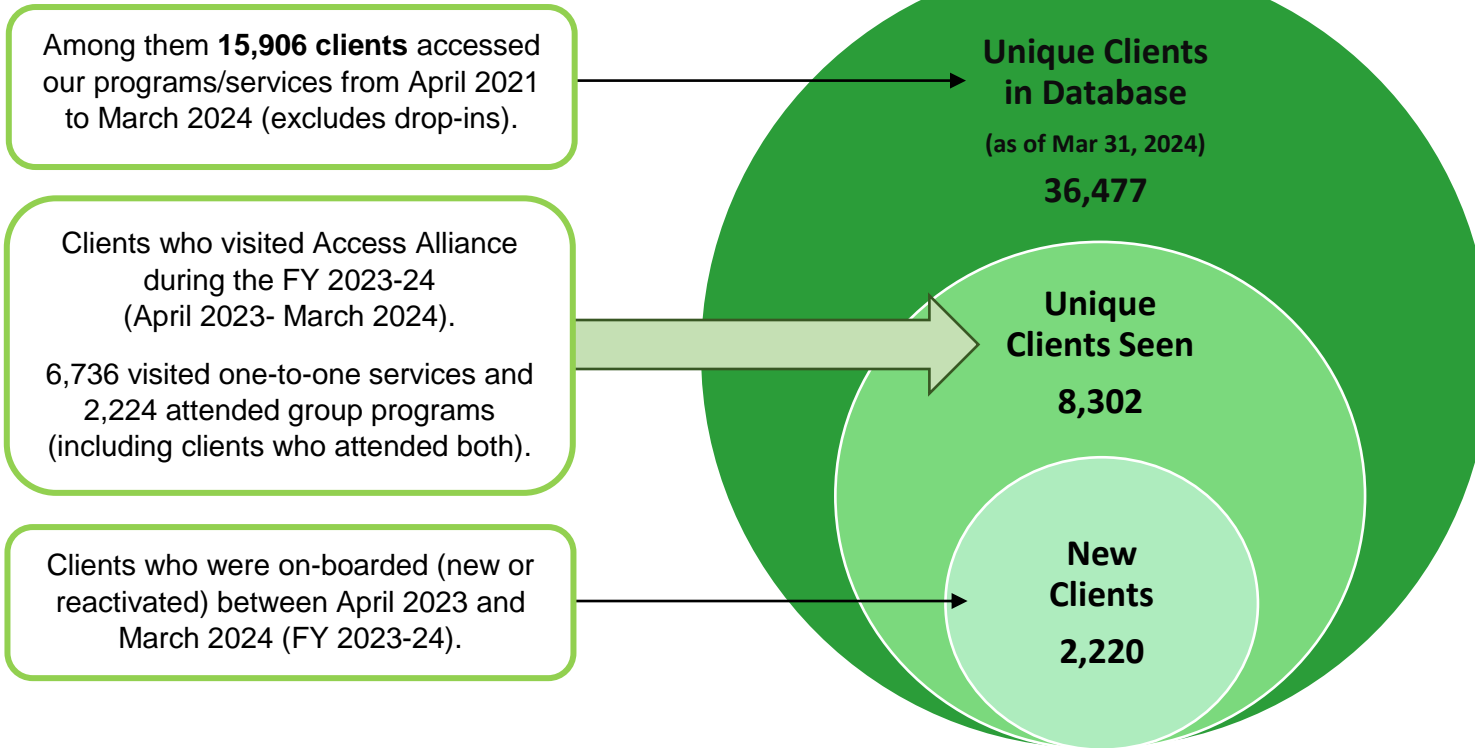 Among them 15,906 clients accessed
our programs/services from April 2021
to March 2024 (excludes drop-ins).
Clients who visited Access Alliance
during the FY 2023-24
(April 2023- March 2024).
6,736 visited one-to-one services and
2,224 attended group programs
(including clients who attended both).
Clients who were on-boarded (new or
reactivated) between April 2023 and
March 2024 (FY 2023-24).
Unique Clients
in Database
(as of Mar 31, 2024)
36,477
Unique
Clients Seen
8,302
New
Clients
2,220